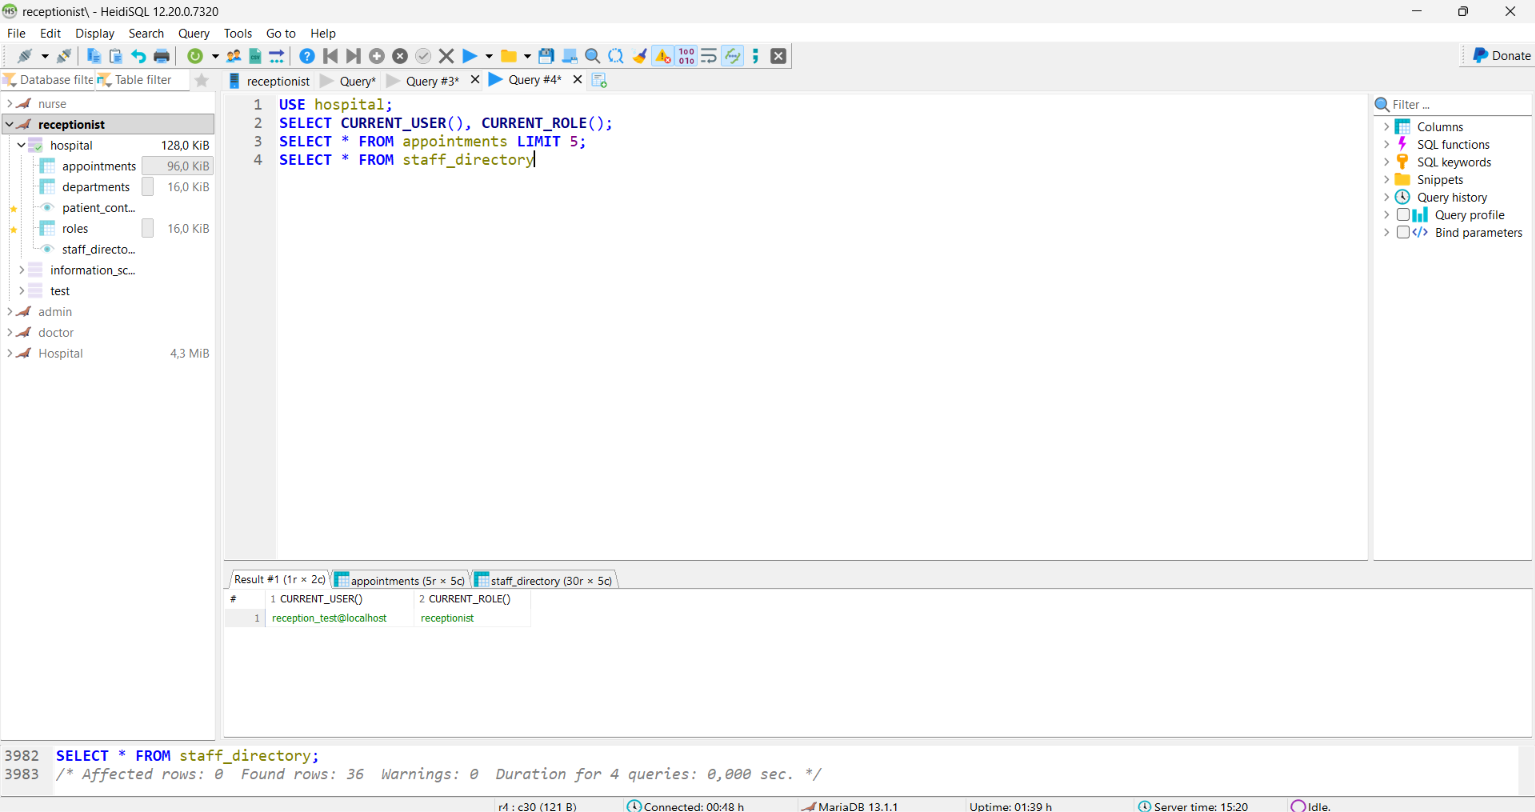 receptionist\ - HeidiSQL 12.20.0.7320
File Edit Display Search Query Tools Go to Help
Donate
Database filte Table filter
receptionist Query* Query #3* Query #4*
nurse
receptionist
hospital 128,0 KiB
appointments 96,0 KiB
departments 16,0 KiB
patient_cont...
roles 16,0 KiB
staff_directo...
information_sc...
test
admin
doctor
Hospital 4,3 MiB
1 USE hospital;
2 SELECT CURRENT_USER(), CURRENT_ROLE();
3 SELECT * FROM appointments LIMIT 5;
4 SELECT * FROM staff_directory
Filter ...
Columns
SQL functions
SQL keywords
Snippets
Query history
Query profile
Bind parameters
Result #1 (1r × 2c) appointments (5r × 5c) staff_directory (30r × 5c)
# 1 CURRENT_USER() 2 CURRENT_ROLE()
1 reception_test@localhost receptionist
3982 SELECT * FROM staff_directory;
3983 /* Affected rows: 0 Found rows: 36 Warnings: 0 Duration for 4 queries: 0,000 sec. */
r4 : c30 (121 B) Connected: 00:48 h MariaDB 13.1.1 Uptime: 01:39 h Server time: 15:20 Idle.